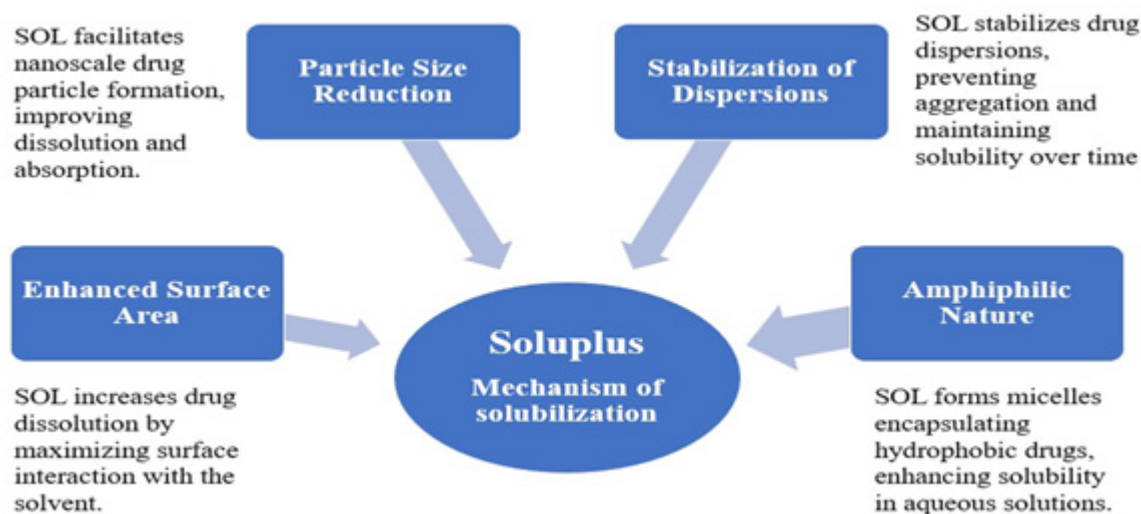 SOL facilitates
nanoscale drug
particle formation,
improving
dissolution and
absorption.
Particle Size
Reduction
Stabilization of
Dispersions
SOL stabilizes drug
dispersions,
preventing
aggregation and
maintaining
solubility over time
Enhanced Surface
Area
SOL increases drug
dissolution by
maximizing surface
interaction with the
solvent.
Soluplus
Mechanism of
solubilization
Amphiphilic
Nature
SOL forms micelles
encapsulating
hydrophobic drugs,
enhancing solubility
in aqueous solutions.